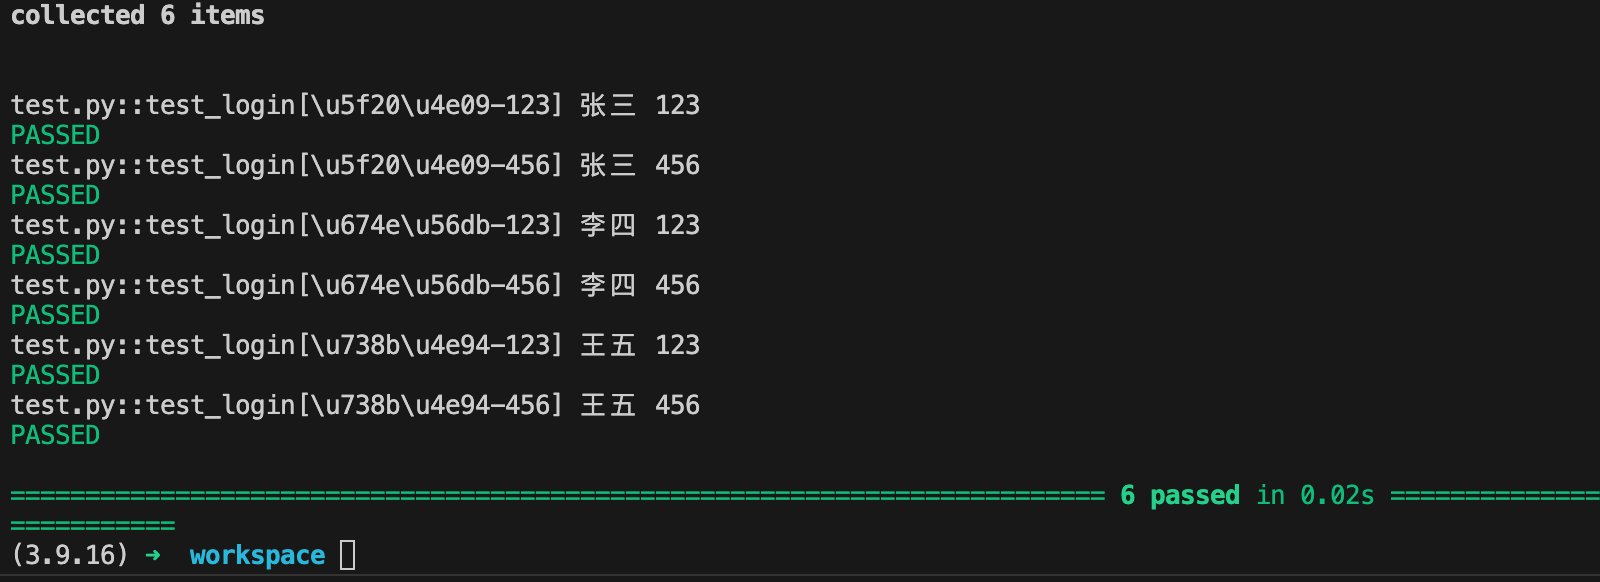 collected 6 items
test.py::test_login[\u5f20\u4e09-123] 张三 123
PASSED
test.py::test_login[\u5f20\u4e09-456] 张三 456
PASSED
test.py::test_login[\u674e\u56db-123] 李四 123
PASSED
test.py::test_login[\u674e\u56db-456] 李四 456
PASSED
test.py::test_login[\u738b\u4e94-123] 王五 123
PASSED
test.py::test_login[\u738b\u4e94-456] 王五 456
PASSED
========================================================================= 6 passed in 0.02s ==============
===========
(3.9.16) ➜ workspace